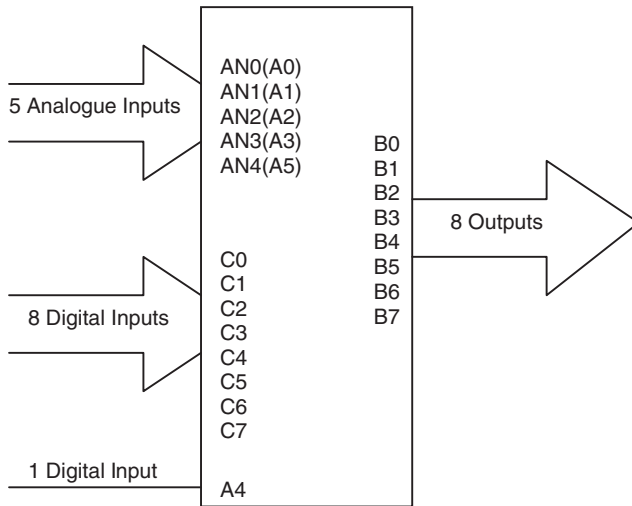 5 Analogue Inputs
AN0(A0)
AN1(A1)
AN2(A2)
AN3(A3)
AN4(A5)
8 Digital Inputs
C0
C1
C2
C3
C4
C5
C6
C7
1 Digital Input
A4
B0
B1
B2
B3
B4
B5
B6
B7
8 Outputs